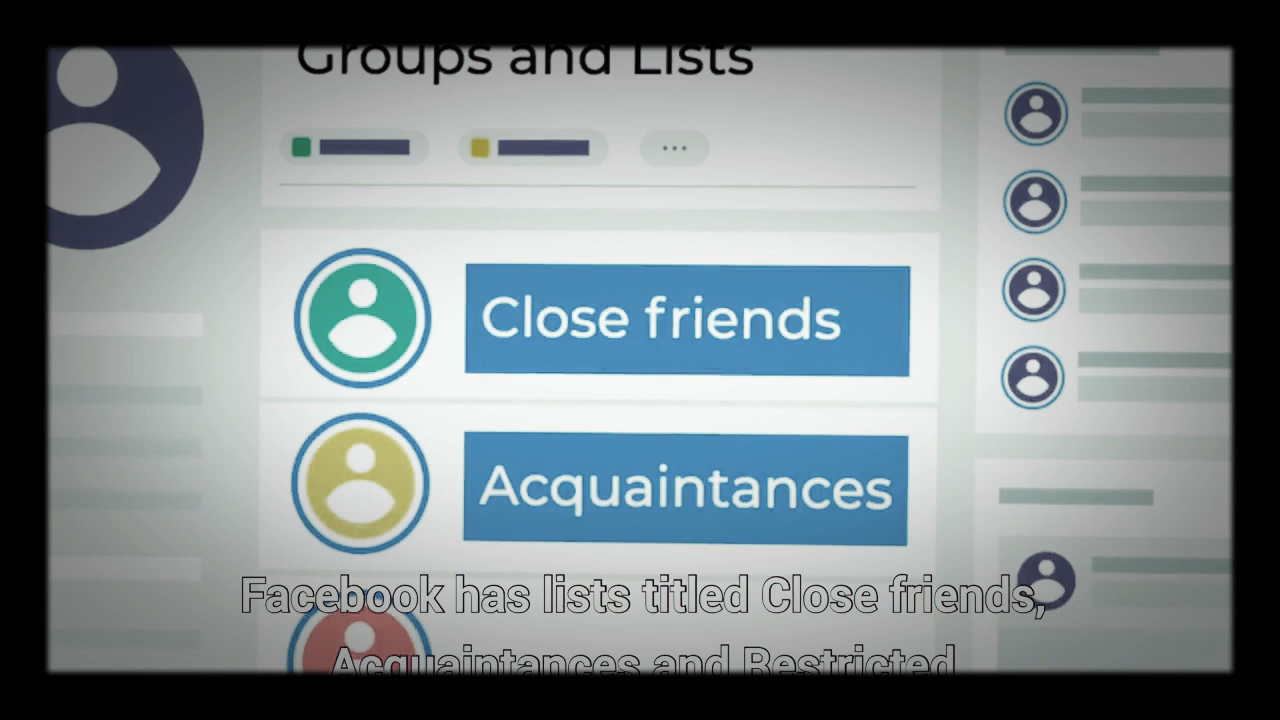 Groups and Lists
Close friends
Acquaintances
Facebook has lists titled Close friends,
Acquaintances and Restricted